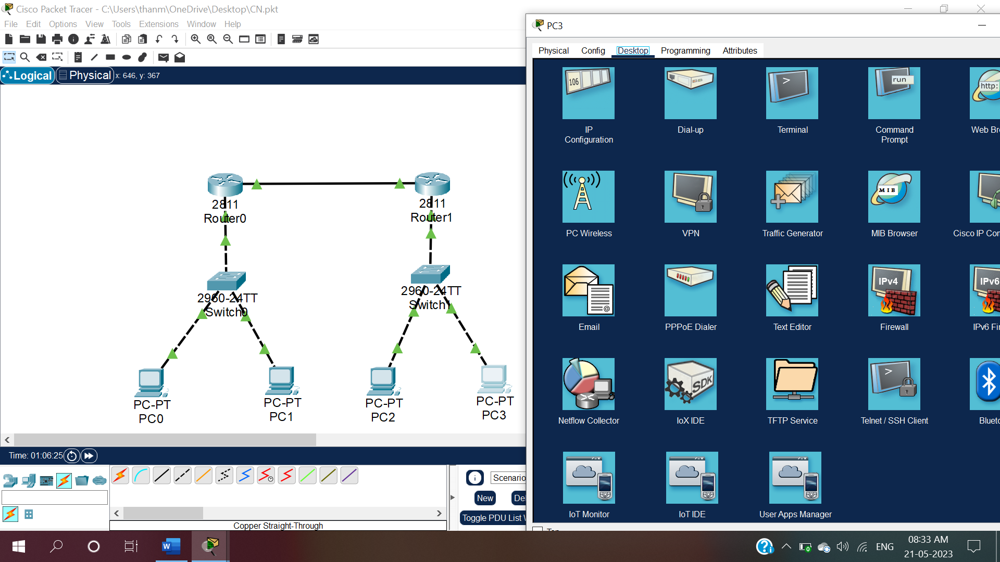 Cisco Packet Tracer - C:\Users\thanm\OneDrive\Desktop\CN.pkt
File Edit Options View Tools Extensions Window Help
Logical Physical x: 646, y: 367
2811
Router0
2811
Router1
2960-24TT
Switch0
2960-24TT
Switch1
PC-PT
PC0
PC-PT
PC1
PC-PT
PC2
PC-PT
PC3
Time: 01:06:25
Scenario
New
Toggle PDU List
Copper Straight-Through
PC3
Physical Config Desktop Programming Attributes
106
run
http:
IP
Configuration
Dial-up
Terminal
Command
Prompt
Web Bro
MIB
PC Wireless
VPN
Traffic Generator
MIB Browser
Cisco IP Con
IPv4
IPv6
Email
PPPoE Dialer
Text Editor
Firewall
IPv6 Fir
SDK
Netflow Collector
IoX IDE
TFTP Service
Telnet / SSH Client
Blueto
IoT Monitor
IoT IDE
User Apps Manager
ENG
08:33 AM
21-05-2023